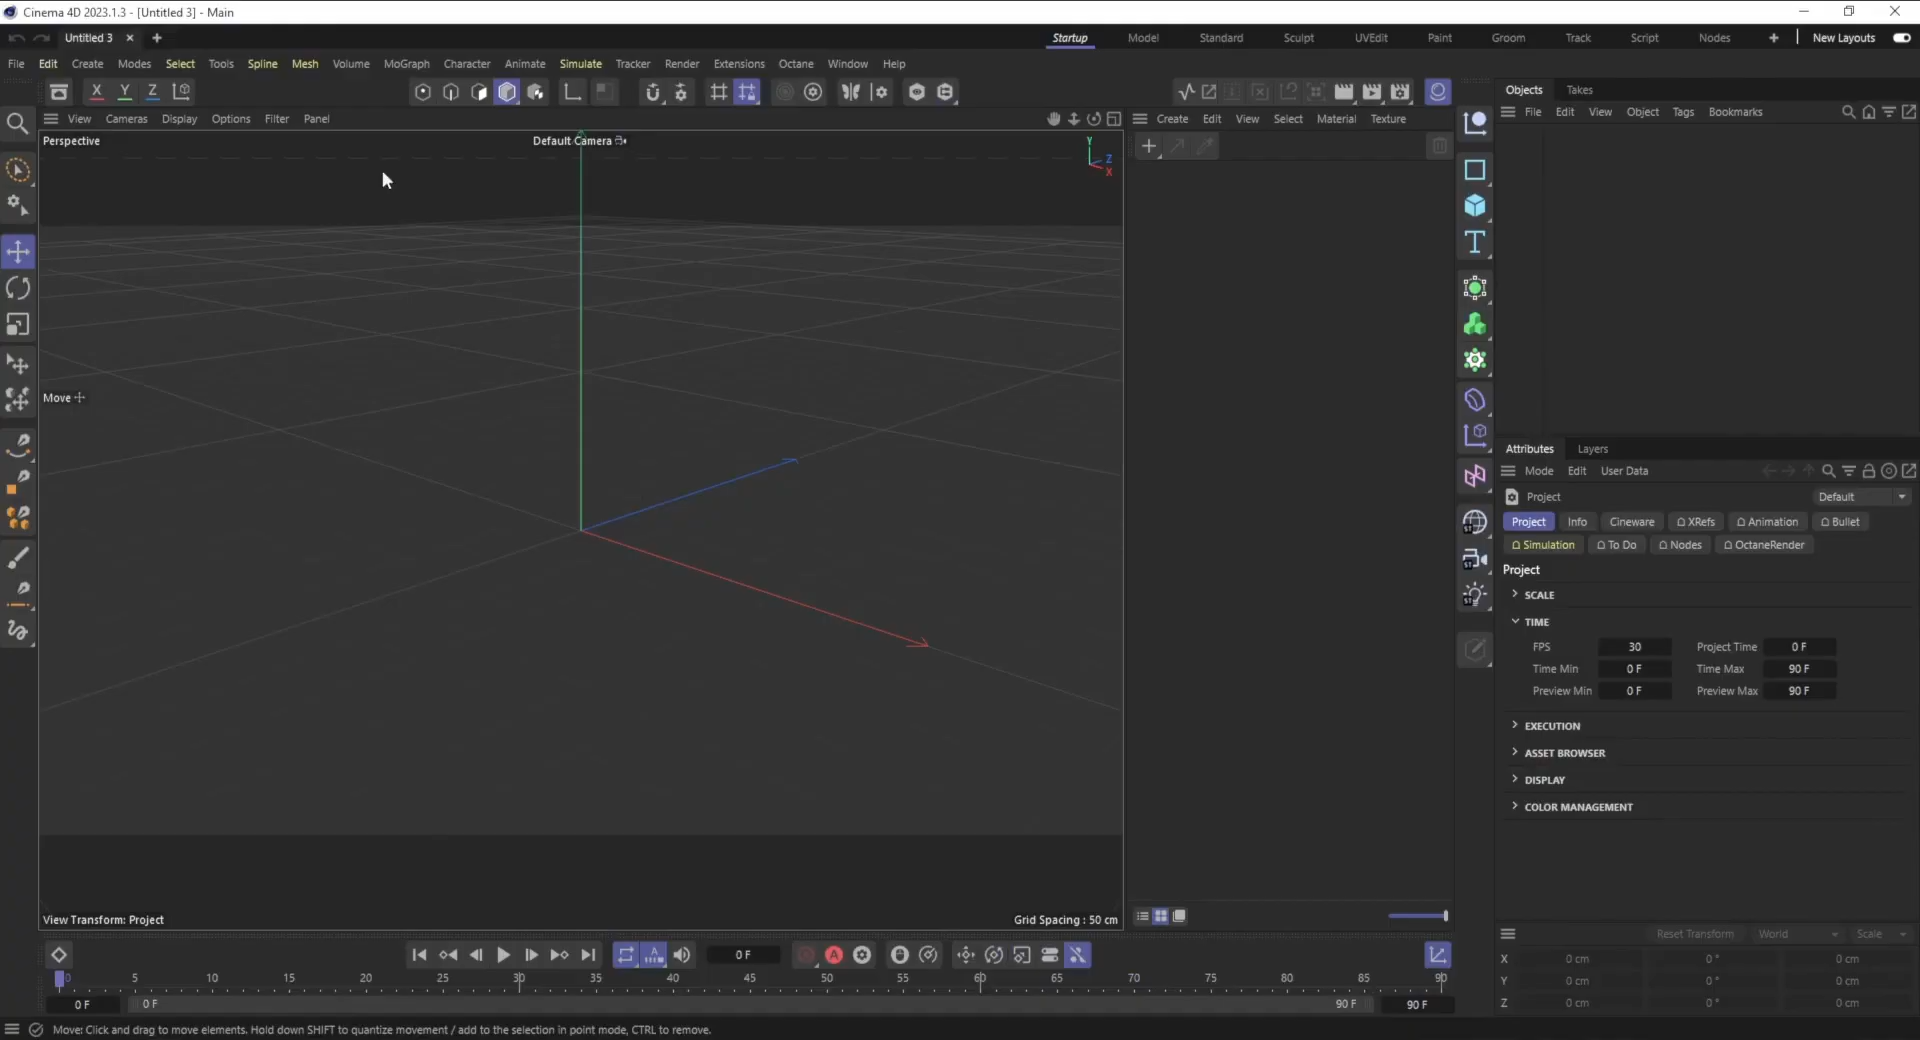 Cinema 4D 2023.1.3 - [Untitled 3] - Main
Untitled 3
Startup Model Standard Sculpt UVEdit Paint Groom Track Script Nodes New Layouts
File Edit Create Modes Select Tools Spline Mesh Volume MoGraph Character Animate Simulate Tracker Render Extensions Octane Window Help
X Y Z
Objects Takes
View Cameras Display Options Filter Panel
Create Edit View Select Material Texture
File Edit View Object Tags Bookmarks
Perspective
Default Camera
Y
Z
X
Move
Attributes Layers
Mode Edit User Data
Project Default
Project Info Cineware XRefs Animation Bullet
Simulation To Do Nodes OctaneRender
Project
SCALE
TIME
FPS 30 Project Time 0 F
Time Min 0 F Time Max 90 F
Preview Min 0 F Preview Max 90 F
EXECUTION
ASSET BROWSER
DISPLAY
COLOR MANAGEMENT
View Transform: Project
Grid Spacing : 50 cm
0 F
0 5 10 15 20 25 30 35 40 45 50 55 60 65 70 75 80 85 90
0 F 0 F 90 F 90 F
Reset Transform World Scale
X 0 cm 0 ° 0 cm
Y 0 cm 0 ° 0 cm
Z 0 cm 0 ° 0 cm
Move: Click and drag to move elements. Hold down SHIFT to quantize movement / add to the selection in point mode, CTRL to remove.